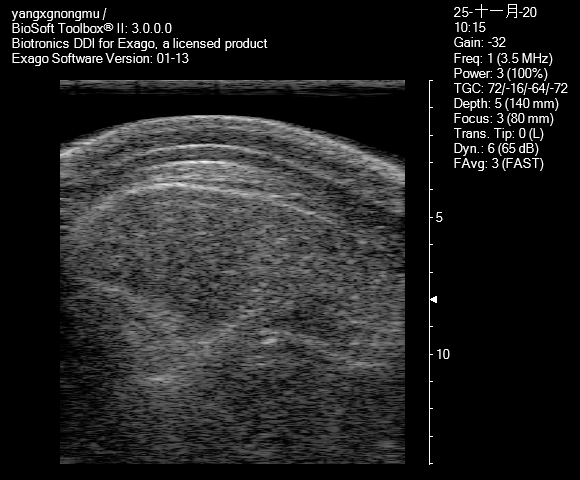 yangxgnongmu /
BioSoft Toolbox® II: 3.0.0.0
Biotronics DDI for Exago, a licensed product
Exago Software Version: 01-13
25-十一月-20
10:15
Gain: -32
Freq: 1 (3.5 MHz)
Power: 3 (100%)
TGC: 72/-16/-64/-72
Depth: 5 (140 mm)
Focus: 3 (80 mm)
Trans. Tip: 0 (L)
Dyn.: 6 (65 dB)
FAvg: 3 (FAST)
5
10